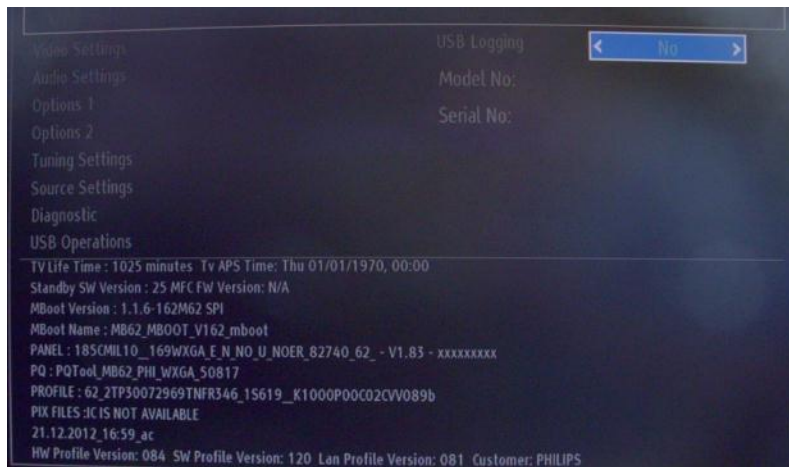 Video Settings
USB Logging
< No >
Audio Settings
Model No:
Options 1
Serial No:
Options 2
Tuning Settings
Source Settings
Diagnostic
USB Operations
TV Life Time : 1025 minutes Tv APS Time: Thu 01/01/1970, 00:00
Standby SW Version : 25 MFC FW Version: N/A
MBoot Version : 1.1.6-162M62 SPI
MBoot Name : MB62_MBOOT_V162_mboot
PANEL : 185CMIL10__169WXGA_E_N_NO_U_NOER_82740_62_ - V1.83 - xxxxxxxxx
PQ : PQTool_MB62_PHI_WXGA_50817
PROFILE : 62_2TP30072969TNFR346_1S619__K1000P00C02CVV089b
PIX FILES :IC IS NOT AVAILABLE
21.12.2012_16:59_ac
HW Profile Version: 084 SW Profile Version: 120 Lan Profile Version: 081 Customer: PHILIPS